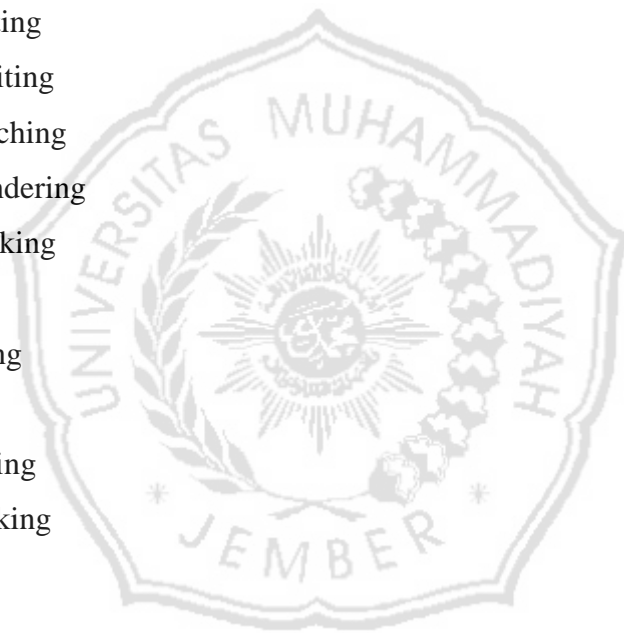 ing
iting
ching
ndering
king
ng
ing
king
UNIVERSITAS MUHAMMADIYAH
JEMBER